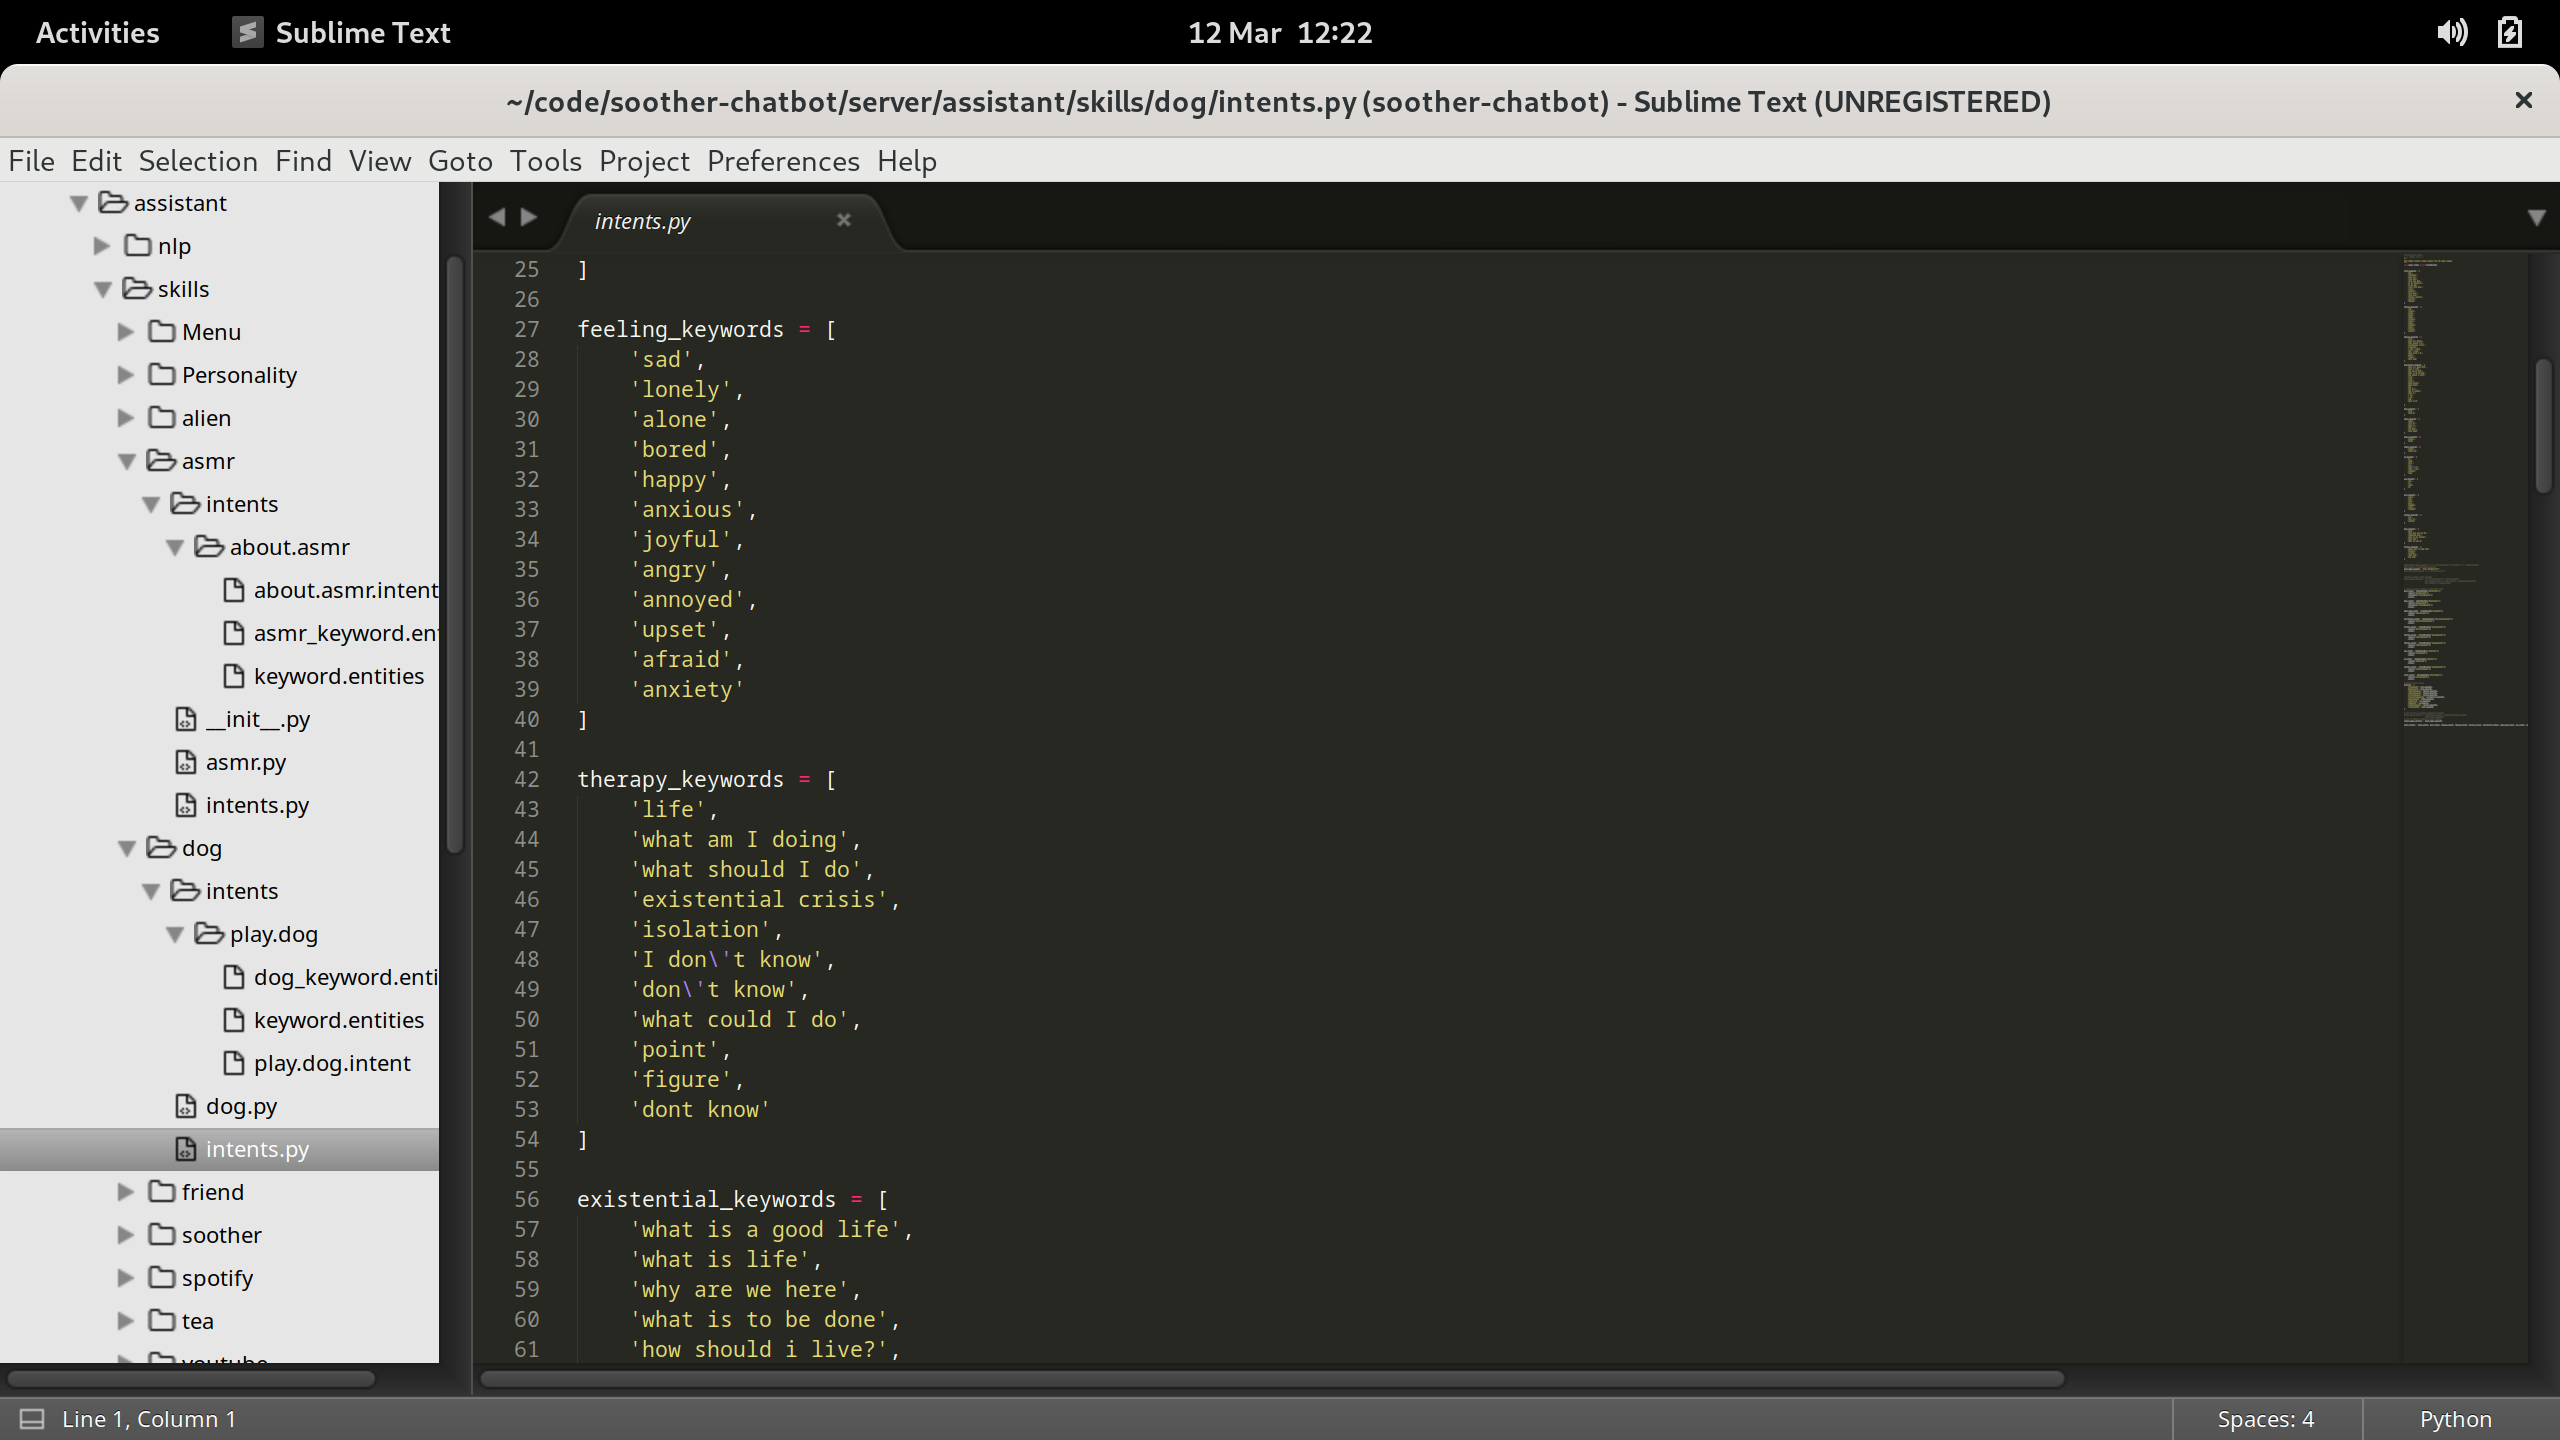 Activities Sublime Text 12 Mar 12:22
~/code/soother-chatbot/server/assistant/skills/dog/intents.py (soother-chatbot) - Sublime Text (UNREGISTERED)
File Edit Selection Find View Goto Tools Project Preferences Help
assistant
nlp
skills
Menu
Personality
alien
asmr
intents
about.asmr
about.asmr.intent
asmr_keyword.en
keyword.entities
__init__.py
asmr.py
intents.py
dog
intents
play.dog
dog_keyword.enti
keyword.entities
play.dog.intent
dog.py
intents.py
friend
soother
spotify
tea
youtube
intents.py
25 ]
26
27 feeling_keywords = [
28 'sad',
29 'lonely',
30 'alone',
31 'bored',
32 'happy',
33 'anxious',
34 'joyful',
35 'angry',
36 'annoyed',
37 'upset',
38 'afraid',
39 'anxiety'
40 ]
41
42 therapy_keywords = [
43 'life',
44 'what am I doing',
45 'what should I do',
46 'existential crisis',
47 'isolation',
48 'I don\'t know',
49 'don\'t know',
50 'what could I do',
51 'point',
52 'figure',
53 'dont know'
54 ]
55
56 existential_keywords = [
57 'what is a good life',
58 'what is life',
59 'why are we here',
60 'what is to be done',
61 'how should i live?',
Line 1, Column 1 Spaces: 4 Python